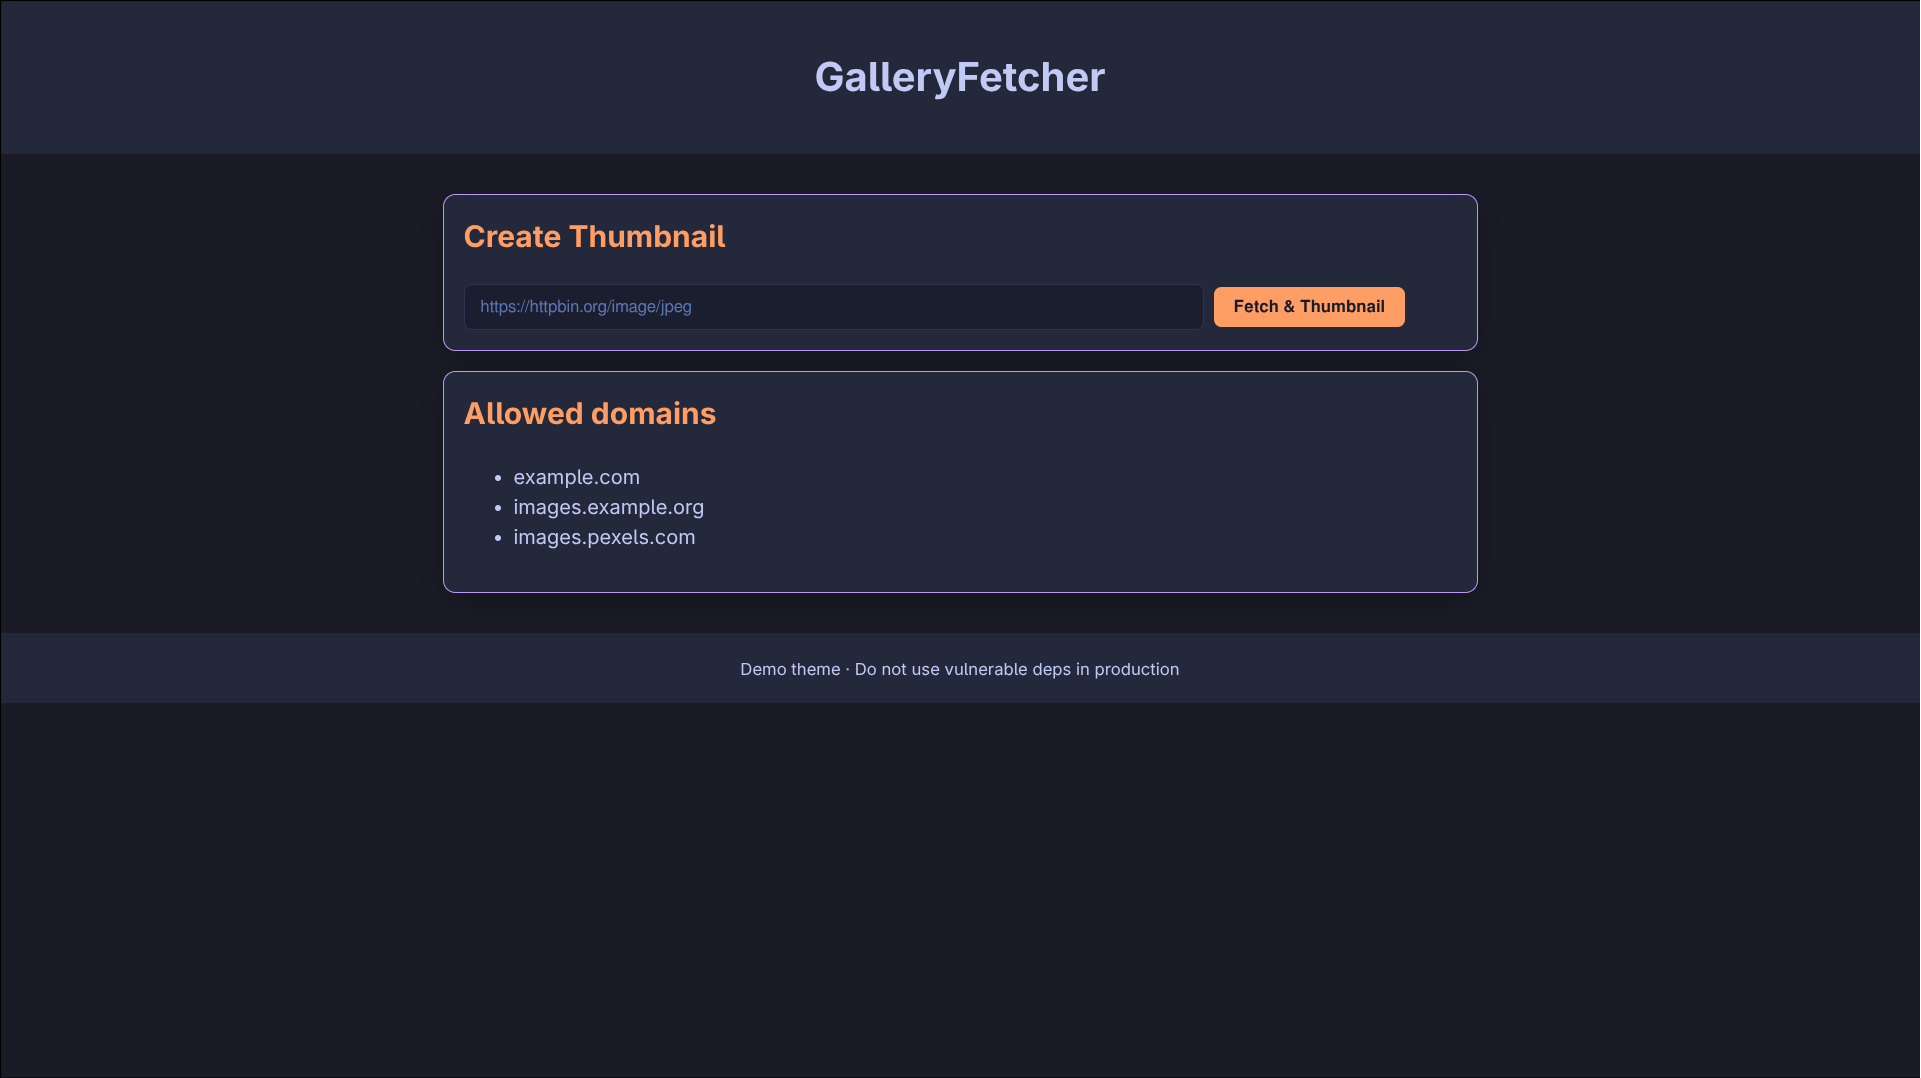 GalleryFetcher
Create Thumbnail
https://httpbin.org/image/jpeg
Fetch & Thumbnail
Allowed domains
• example.com
• images.example.org
• images.pexels.com
Demo theme · Do not use vulnerable deps in production